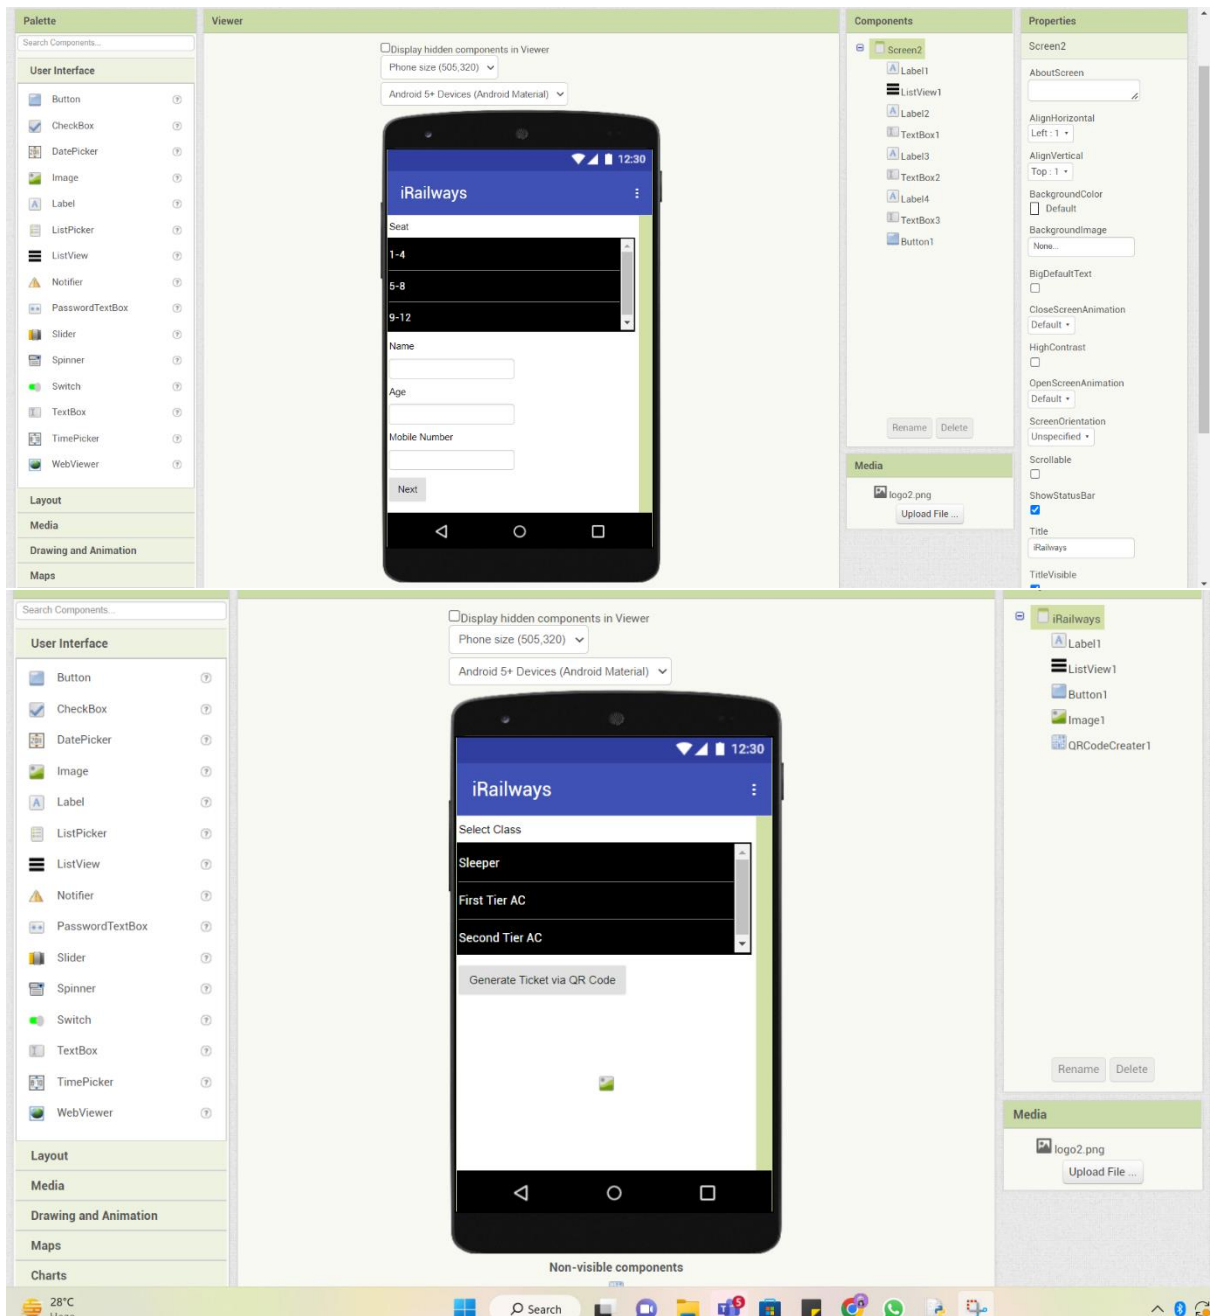 Palette
Search Components...
User Interface
Button
CheckBox
DatePicker
Image
Label
ListPicker
ListView
Notifier
PasswordTextBox
Slider
Spinner
Switch
TextBox
TimePicker
WebViewer
Layout
Media
Drawing and Animation
Maps
Viewer
Display hidden components in Viewer
Phone size (505,320)
Android 5+ Devices (Android Material)
12:30
iRailways
Seat
1-4
5-8
9-12
Name
Age
Mobile Number
Next
Components
Screen2
Label1
ListView1
Label2
TextBox1
Label3
TextBox2
Label4
TextBox3
Button1
Rename Delete
Media
logo2.png
Upload File ...
Properties
Screen2
AboutScreen
AlignHorizontal
Left : 1
AlignVertical
Top : 1
BackgroundColor
Default
BackgroundImage
None...
BigDefaultText
CloseScreenAnimation
Default
HighContrast
OpenScreenAnimation
Default
ScreenOrientation
Unspecified
Scrollable
ShowStatusBar
Title
iRailways
TitleVisible
Search Components...
User Interface
Button
CheckBox
DatePicker
Image
Label
ListPicker
ListView
Notifier
PasswordTextBox
Slider
Spinner
Switch
TextBox
TimePicker
WebViewer
Layout
Media
Drawing and Animation
Maps
Charts
Display hidden components in Viewer
Phone size (505,320)
Android 5+ Devices (Android Material)
12:30
iRailways
Select Class
Sleeper
First Tier AC
Second Tier AC
Generate Ticket via QR Code
Non-visible components
iRailways
Label1
ListView1
Button1
Image1
QRCodeCreater1
Rename Delete
Media
logo2.png
Upload File ...
28°C
Search